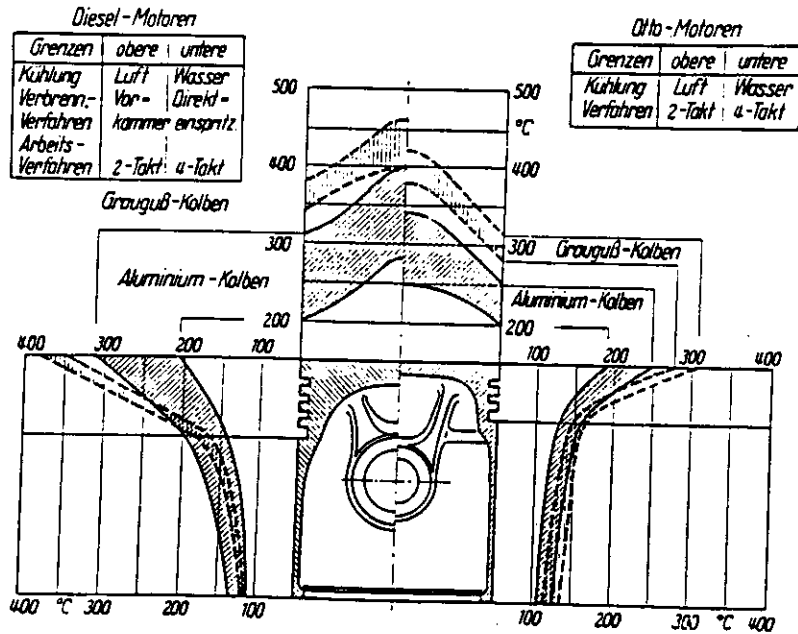 Diesel-Motoren
Grenzen obere untere
Kühlung Luft Wasser
Verbrenn.- Vor- Direkt-
Verfahren kammer einspritz.
Arbeits-
Verfahren 2-Takt 4-Takt
Otto-Motoren
Grenzen obere untere
Kühlung Luft Wasser
Verfahren 2-Takt 4-Takt
500 500
°C
400 400
Grauguß-Kolben
300 300
Grauguß-Kolben
Aluminium-Kolben
Aluminium-Kolben
200 200
400 300 200 100
100 200 300 400
400 °C 300 200 100
100 200 300 °C 400